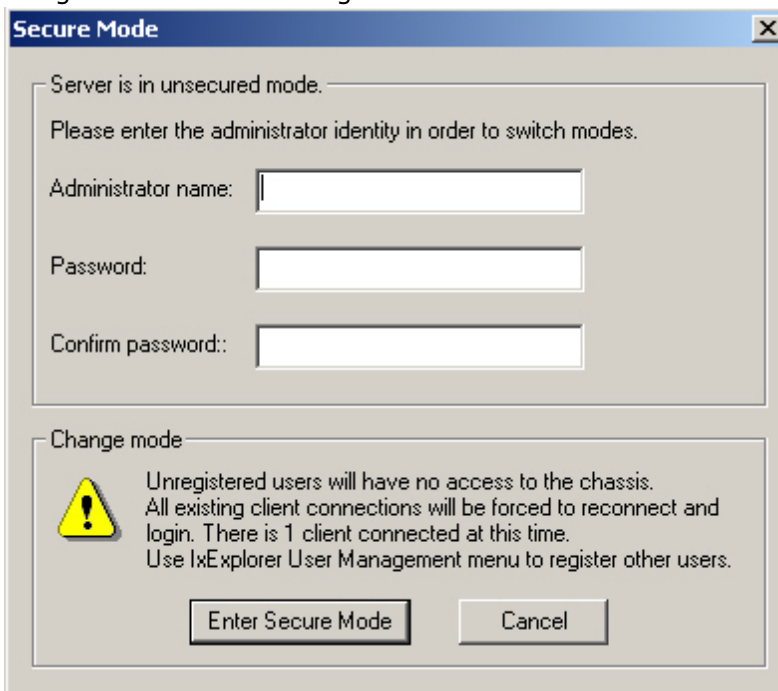 Secure Mode
Server is in unsecured mode.
Please enter the administrator identity in order to switch modes.
Administrator name:
Password:
Confirm password::
Change mode
Unregistered users will have no access to the chassis.
All existing client connections will be forced to reconnect and
login. There is 1 client connected at this time.
Use IxExplorer User Management menu to register other users.
Enter Secure Mode
Cancel